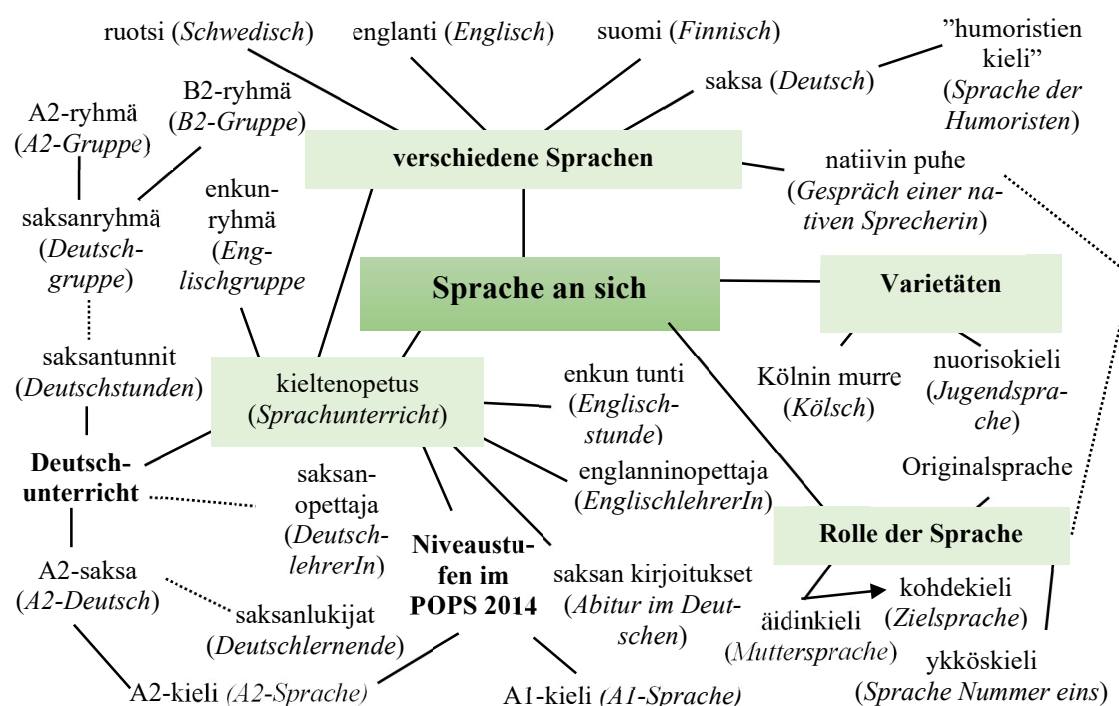 ruotsi (Schwedisch)
englanti (Englisch)
suomi (Finnisch)
”humoristien
kieli”
(Sprache der
Humoristen)
saksa (Deutsch)
A2-ryhmä
(A2-Gruppe)
B2-ryhmä
(B2-Gruppe)
verschiedene Sprachen
natiivin puhe
(Gespräch einer na-
tiven Sprecherin)
saksanryhmä
(Deutsch-
gruppe)
enkun-
ryhmä
(Eng-
lischgruppe
Sprache an sich
Varietäten
saksantunnit
(Deutschstunden)
kieltenopetus
(Sprachunterricht)
enkun tunti
(Englisch-
stunde)
Kölnin murre
(Kölsch)
nuorisokieli
(Jugendspra-
che)
Deutsch-
unterricht
saksan-
opettaja
(Deutsch-
lehrerIn)
englanninopettaja
(EnglischlehrerIn)
Originalsprache
Rolle der Sprache
Niveaustu-
fen im
POPS 2014
A2-saksa
(A2-Deutsch)
saksanlukijat
(Deutschlernende)
saksan kirjoitukset
(Abitur im Deut-
schen)
äidinkieli
(Muttersprache)
kohdekieli
(Zielsprache)
ykköskieli
(Sprache Nummer eins)
A2-kieli (A2-Sprache)
A1-kieli (A1-Sprache)